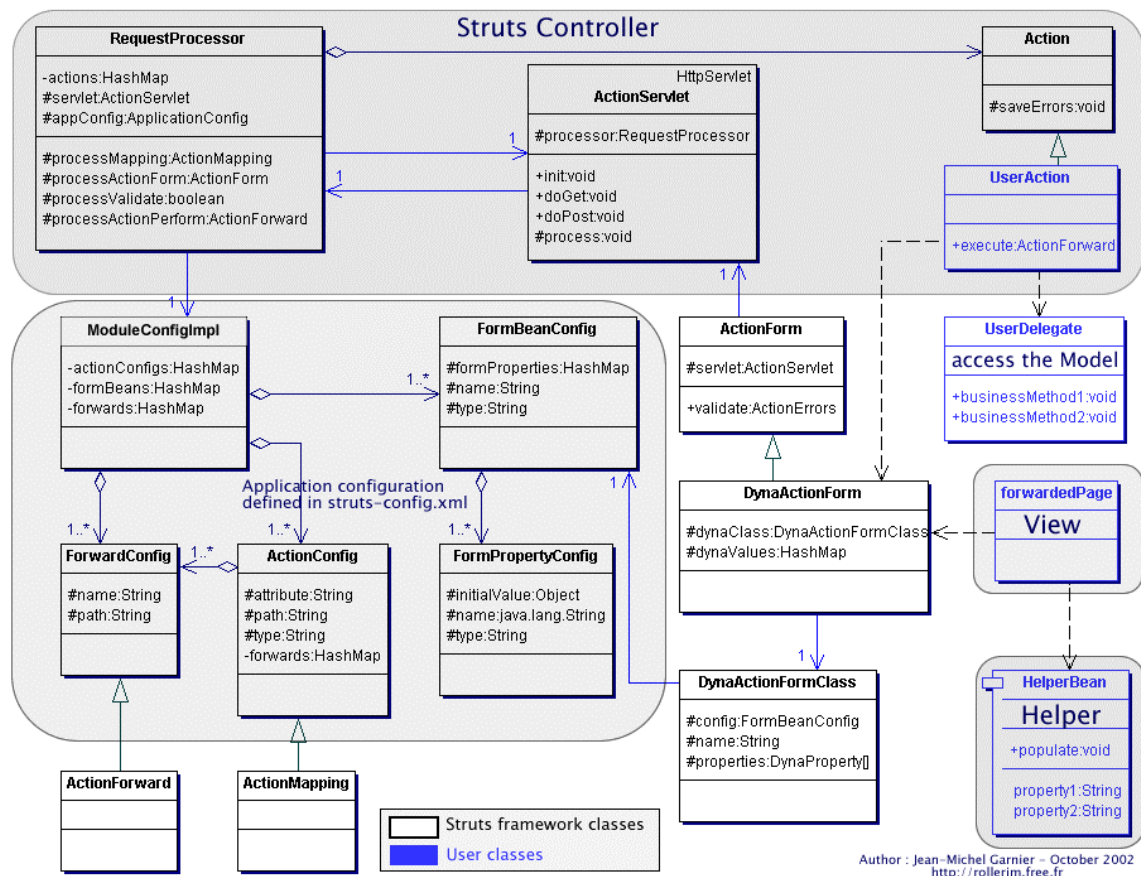 Struts Controller
RequestProcessor
-actions:HashMap
#servlet:ActionServlet
#appConfig:ApplicationConfig
#processMapping:ActionMapping
#processActionForm:ActionForm
#processValidate:boolean
#processActionPerform:ActionForward
1
1
HttpServlet
ActionServlet
#processor:RequestProcessor
+init:void
+doGet:void
+doPost:void
#process:void
Action
#saveErrors:void
UserAction
+execute:ActionForward
1
1
ModuleConfigImpl
-actionConfigs:HashMap
-formBeans:HashMap
-forwards:HashMap
1..*
FormBeanConfig
#formProperties:HashMap
#name:String
#type:String
ActionForm
#servlet:ActionServlet
+validate:ActionErrors
UserDelegate
access the Model
+businessMethod1:void
+businessMethod2:void
Application configuration
defined in struts-config.xml
1
1..*
1..*
1..*
1..*
ForwardConfig
#name:String
#path:String
ActionConfig
#attribute:String
#path:String
#type:String
-forwards:HashMap
FormPropertyConfig
#initialValue:Object
#name:java.lang.String
#type:String
DynaActionForm
#dynaClass:DynaActionFormClass
#dynaValues:HashMap
forwardedPage
View
1
DynaActionFormClass
#config:FormBeanConfig
#name:String
#properties:DynaProperty[]
HelperBean
Helper
+populate:void
property1:String
property2:String
ActionForward
ActionMapping
Struts framework classes
User classes
Author : Jean-Michel Garnier – October 2002
http://rollerjm.free.fr